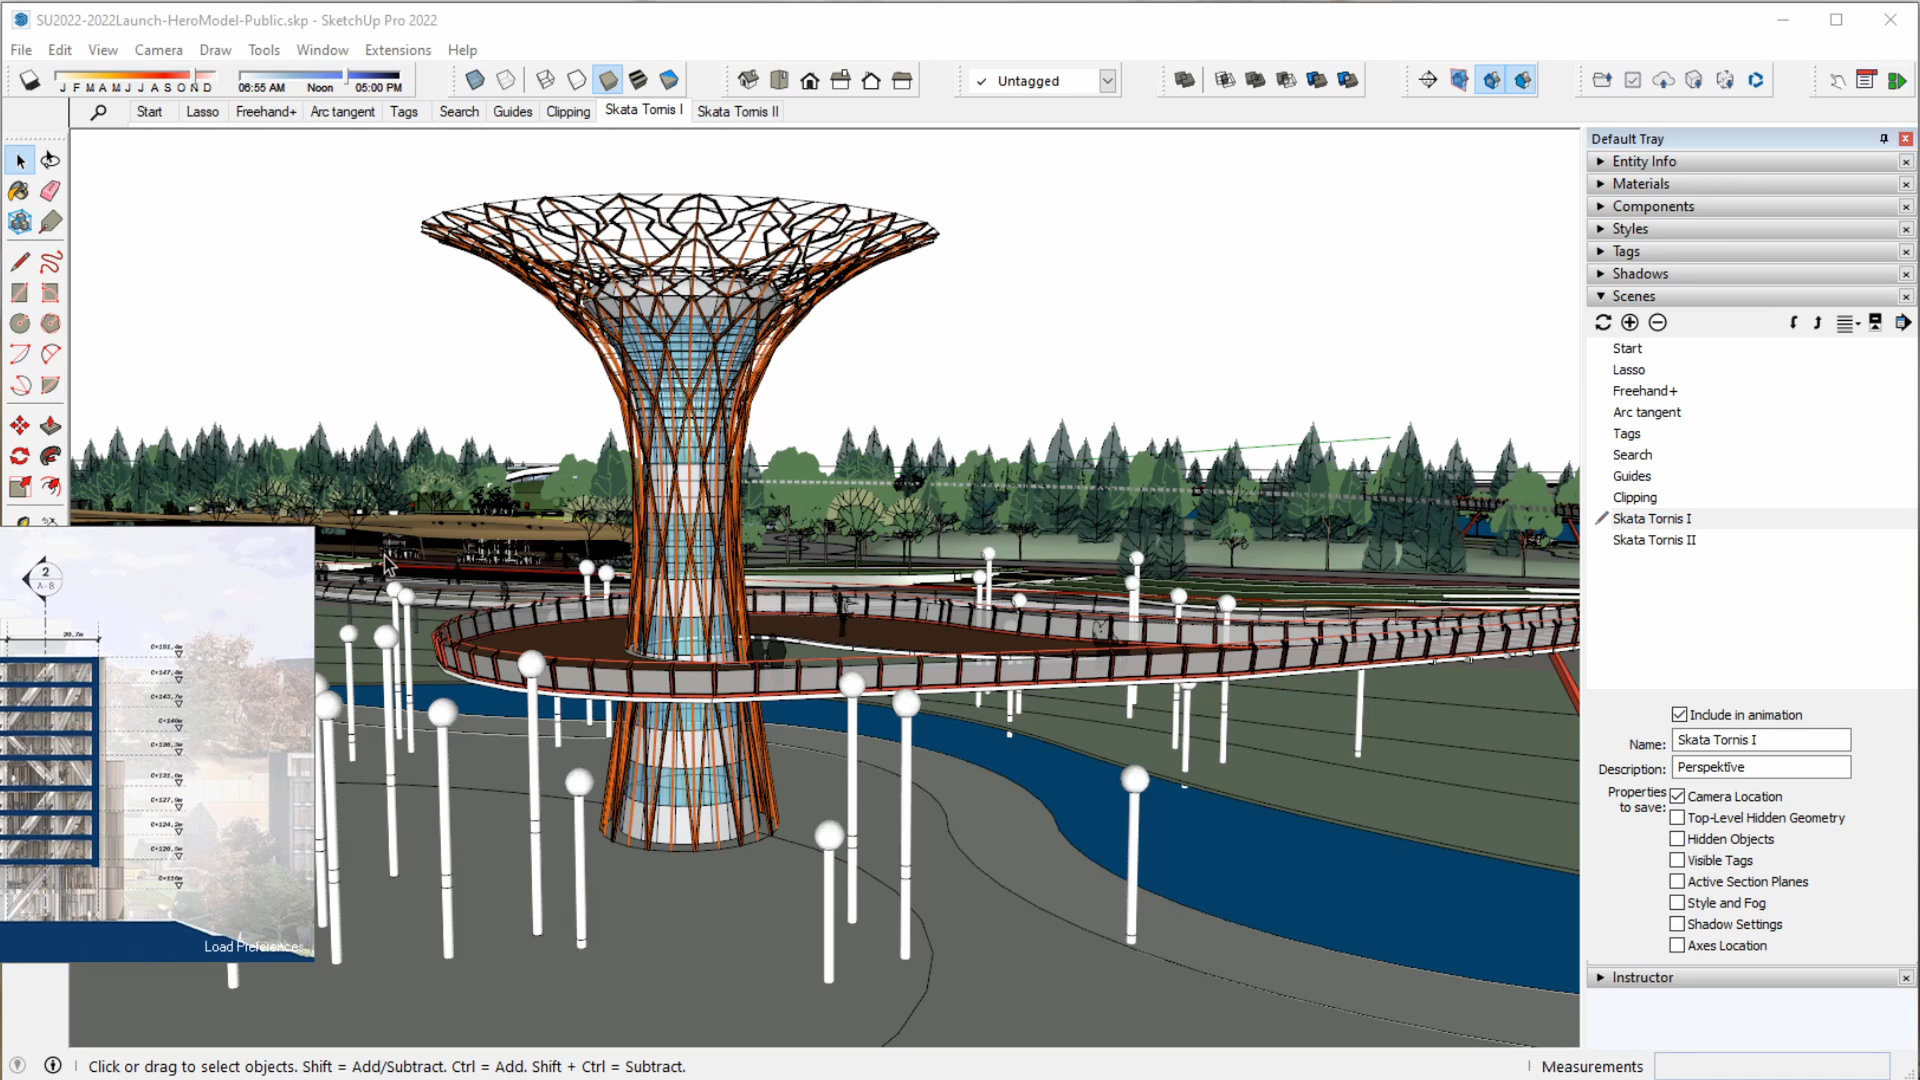 SU2022-2022Launch-HeroModel-Public.skp - SketchUp Pro 2022
File Edit View Camera Draw Tools Window Extensions Help
J F M A M J J A S O N D
06:55 AM Noon 05:00 PM
Untagged
Start Lasso Freehand+ Arc tangent Tags Search Guides Clipping Skata Tornis I Skata Tornis II
Default Tray
Entity Info
Materials
Components
Styles
Tags
Shadows
Scenes
Start
Lasso
Freehand+
Arc tangent
Tags
Search
Guides
Clipping
Skata Tornis I
Skata Tornis II
Include in animation
Name: Skata Tornis I
Description: Perspektīve
Properties to save:
Camera Location
Top-Level Hidden Geometry
Hidden Objects
Visible Tags
Active Section Planes
Style and Fog
Shadow Settings
Axes Location
Instructor
2
A-8
Load Preferences
Click or drag to select objects. Shift = Add/Subtract. Ctrl = Add. Shift + Ctrl = Subtract.
Measurements